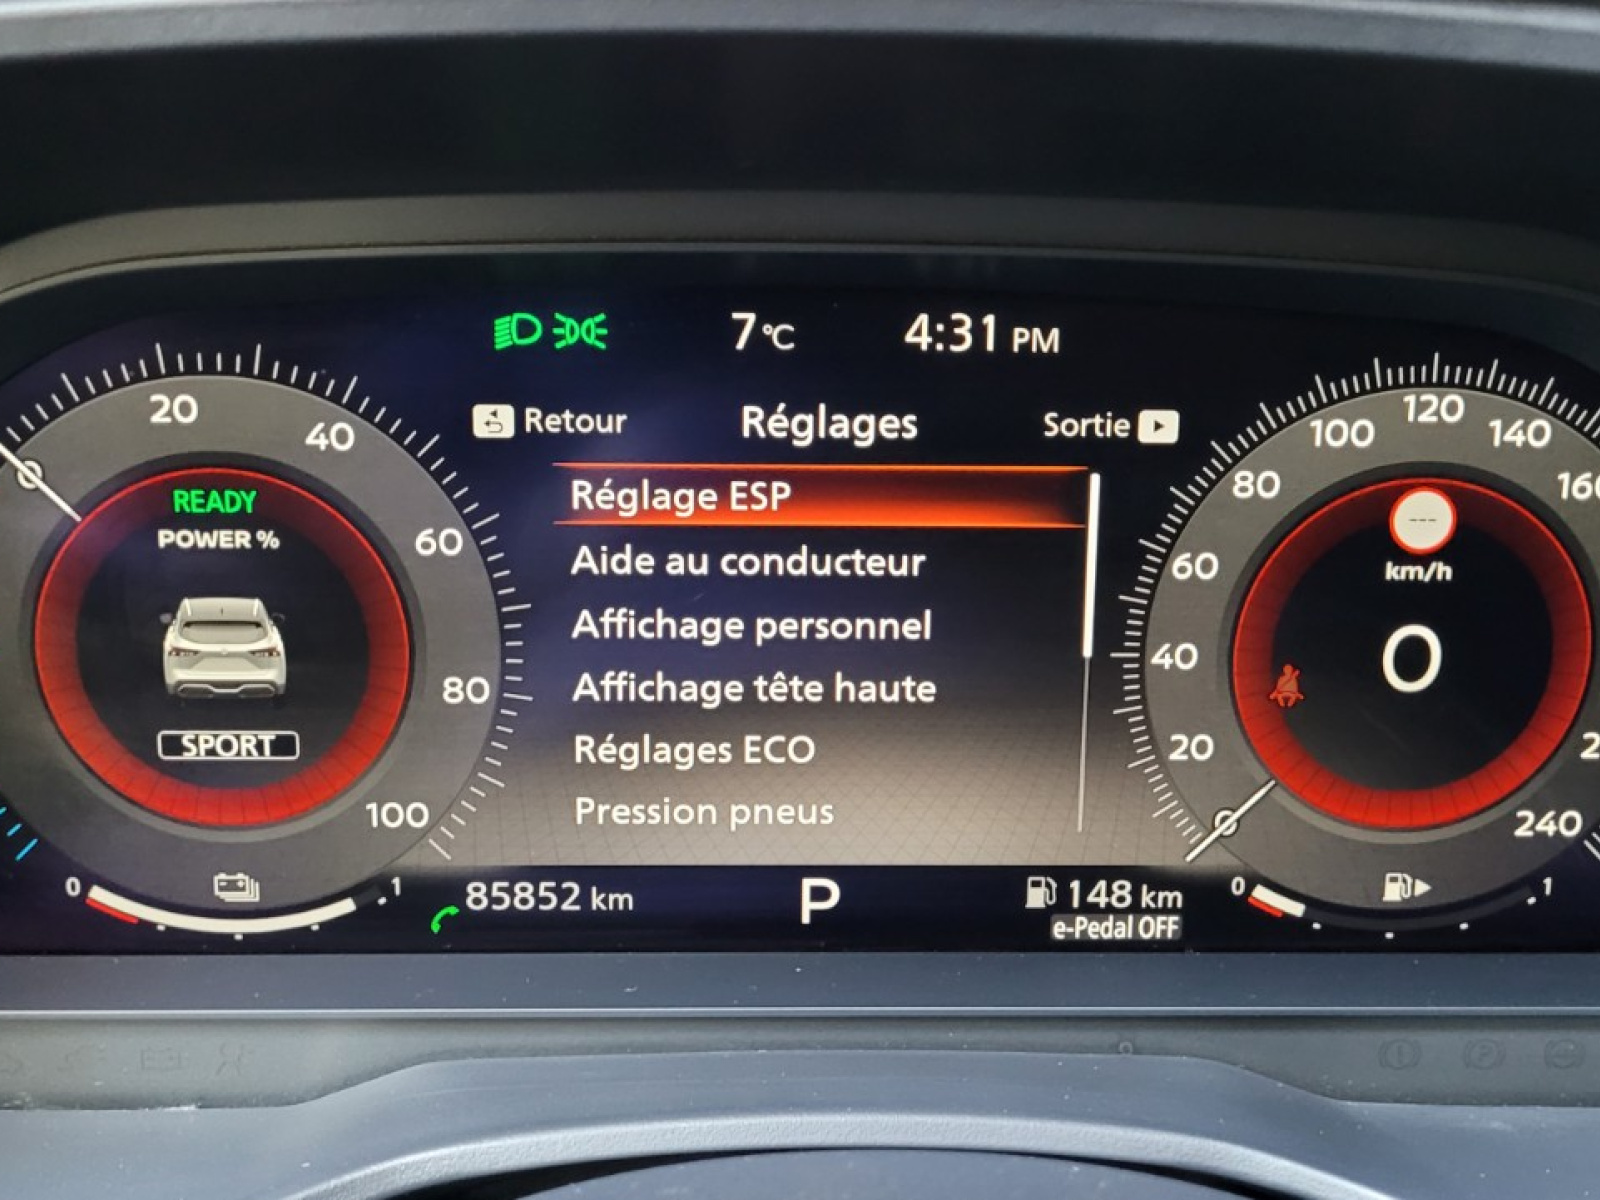 7 °C 4:31 PM
Retour Réglages Sortie
Réglage ESP
Aide au conducteur
Affichage personnel
Affichage tête haute
Réglages ECO
Pression pneus
0 20 40 60 80 100
READY
POWER %
SPORT
0 1
85852 km
P
148 km
e-Pedal OFF
0 20 40 60 80 100 120 140 240
---
km/h
0
0 1